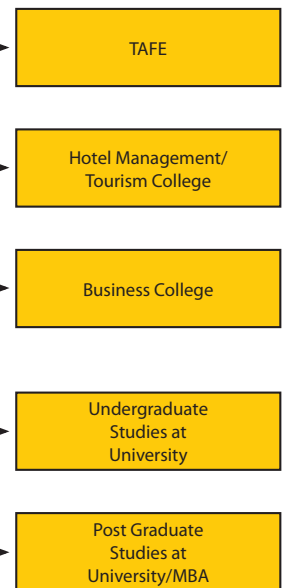 TAFE
Hotel Management/
Tourism College
Business College
Undergraduate
Studies at
University
Post Graduate
Studies at
University/MBA